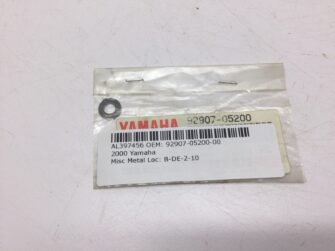 YAMAHA 92907-05200
AL397456 OEM: 92907-05200-00
2000 Yamaha
Misc Metal Loc: B-DE-2-10